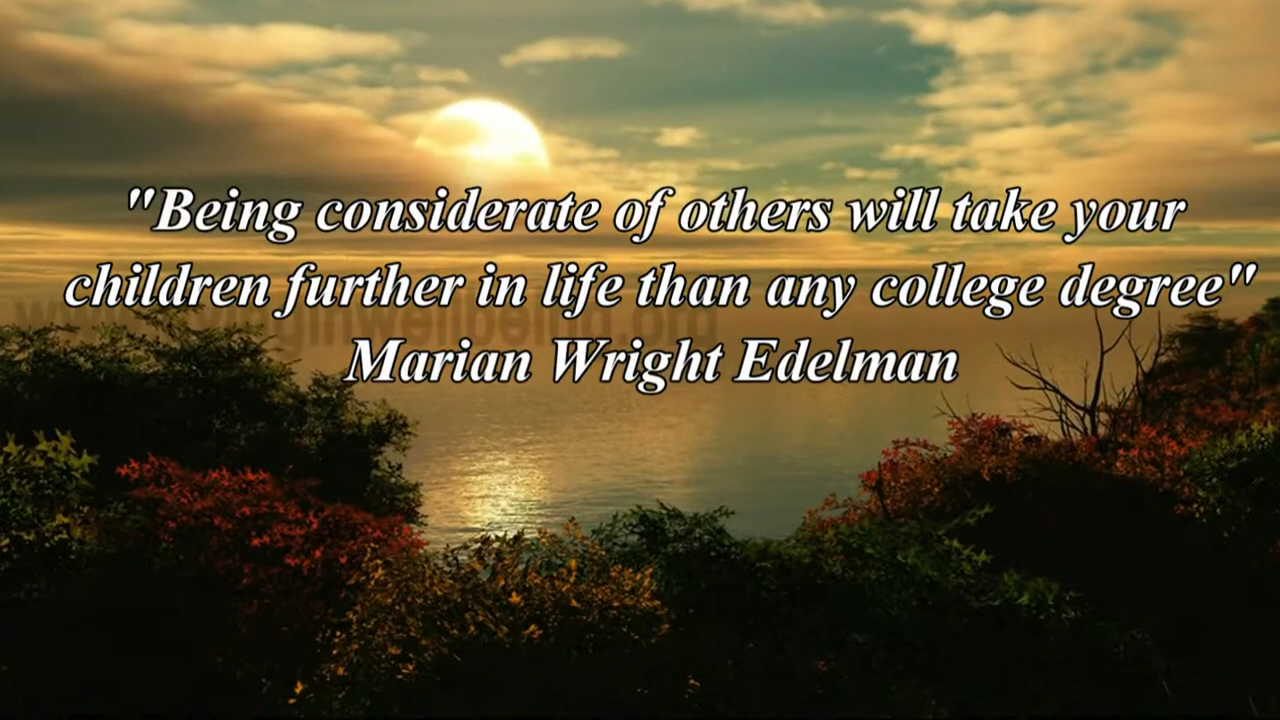 "Being considerate of others will take your
children further in life than any college degree"
Marian Wright Edelman